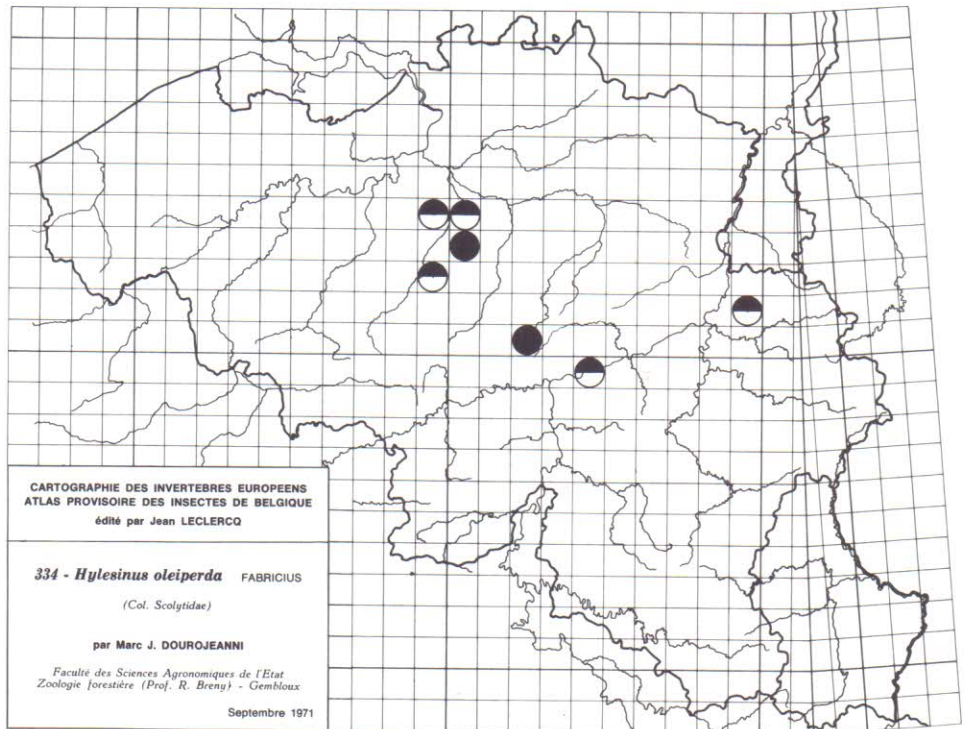 CARTOGRAPHIE DES INVERTEBRES EUROPEENS
ATLAS PROVISOIRE DES INSECTES DE BELGIQUE
édité par Jean LECLERCQ
334 - Hylesinus oleiperda FABRICIUS
(Col. Scolytidae)
par Marc J. DOUROJEANNI
Faculté des Sciences Agronomiques de l'Etat
Zoologie forestière (Prof. R. Breny) - Gembloux
Septembre 1971